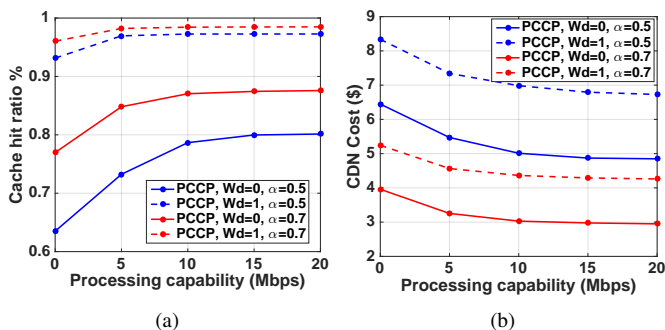 1
0.9
0.8
0.7
0.6
Cache hit ratio %
0 5 10 15 20
Processing capability (Mbps)
PCCP, Wd=0, α=0.5
PCCP, Wd=1, α=0.5
PCCP, Wd=0, α=0.7
PCCP, Wd=1, α=0.7
(a)
9
8
7
6
5
4
3
2
CDN Cost ($)
0 5 10 15 20
Processing capability (Mbps)
PCCP, Wd=0, α=0.5
PCCP, Wd=1, α=0.5
PCCP, Wd=0, α=0.7
PCCP, Wd=1, α=0.7
(b)